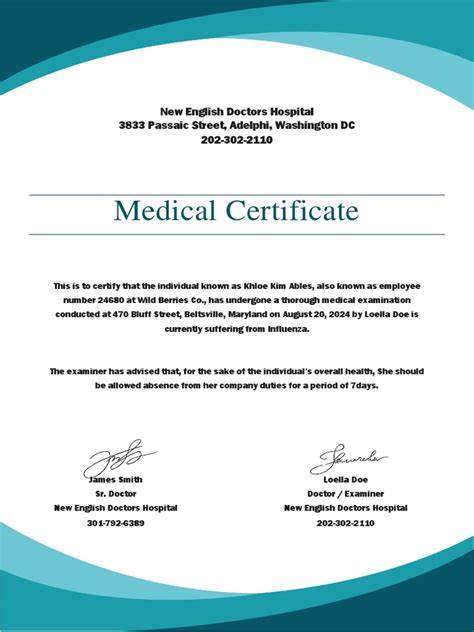 New English Doctors Hospital
3833 Passaic Street, Adelphi, Washington DC
202-302-2110
Medical Certificate
This is to certify that the individual known as Khloe Kim Ables, also known as employee
number 24680 at Wild Berries Co., has undergone a thorough medical examination
conducted at 470 Bluff Street, Beltsville, Maryland on August 20, 2024 by Loella Doe is
currently suffering from Influenza.
The examiner has advised that, for the sake of the individual's overall health, She should
be allowed absence from her company duties for a period of 7days.
James Smith
Sr. Doctor
New English Doctors Hospital
301-792-6389
Loella Doe
Doctor / Examiner
New English Doctors Hospital
202-302-2110